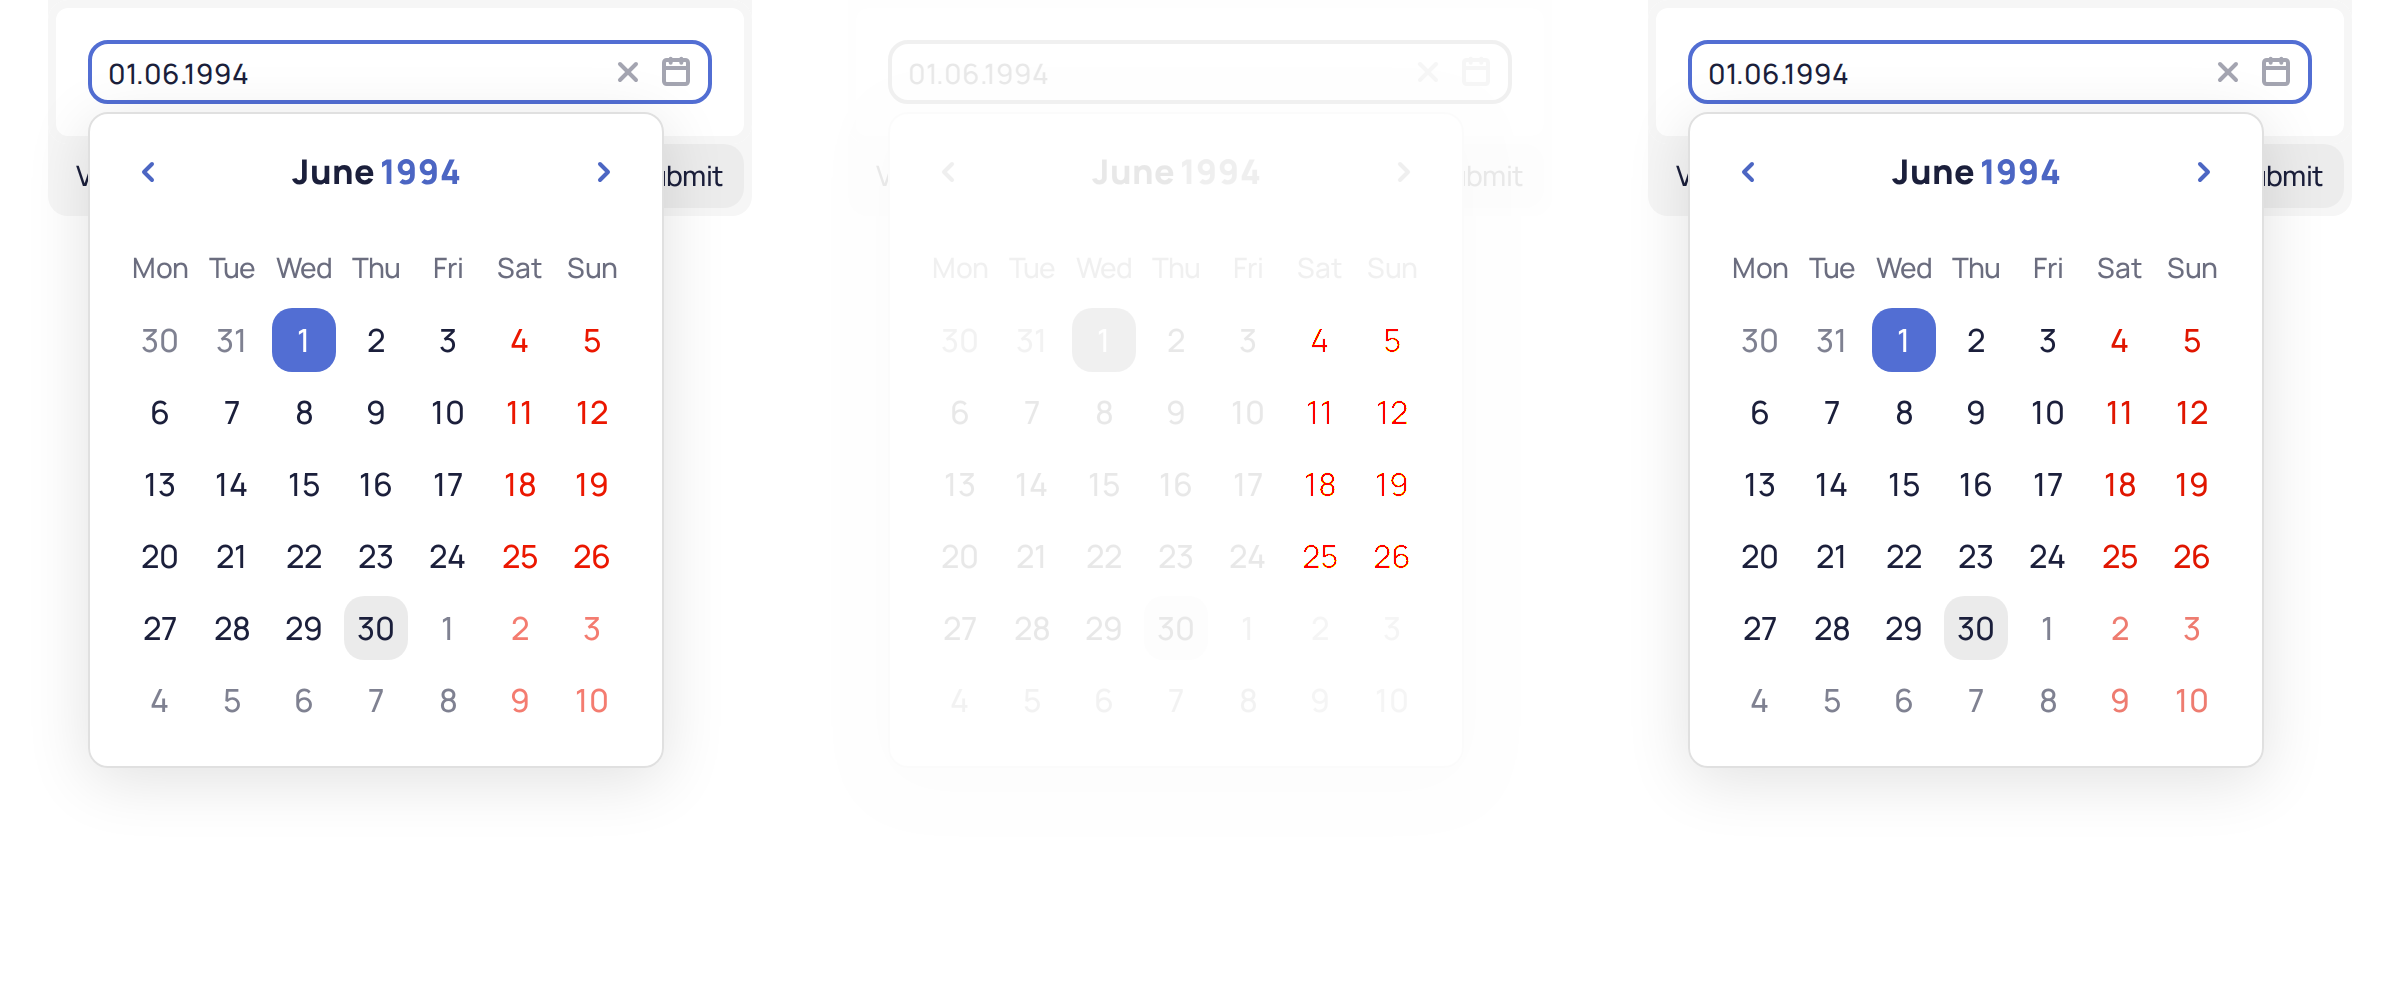 01.06.1994 01.06.1994 01.06.1994
V June 1994 bmit V June 1994 bmit V June 1994 bmit
Mon Tue Wed Thu Fri Sat Sun Mon Tue Wed Thu Fri Sat Sun Mon Tue Wed Thu Fri Sat Sun
30 31 1 2 3 4 5 30 31 1 2 3 4 5 30 31 1 2 3 4 5
6 7 8 9 10 11 12 6 7 8 9 10 11 12 6 7 8 9 10 11 12
13 14 15 16 17 18 19 13 14 15 16 17 18 19 13 14 15 16 17 18 19
20 21 22 23 24 25 26 20 21 22 23 24 25 26 20 21 22 23 24 25 26
27 28 29 30 1 2 3 27 28 29 30 1 2 3 27 28 29 30 1 2 3
4 5 6 7 8 9 10 4 5 6 7 8 9 10 4 5 6 7 8 9 10